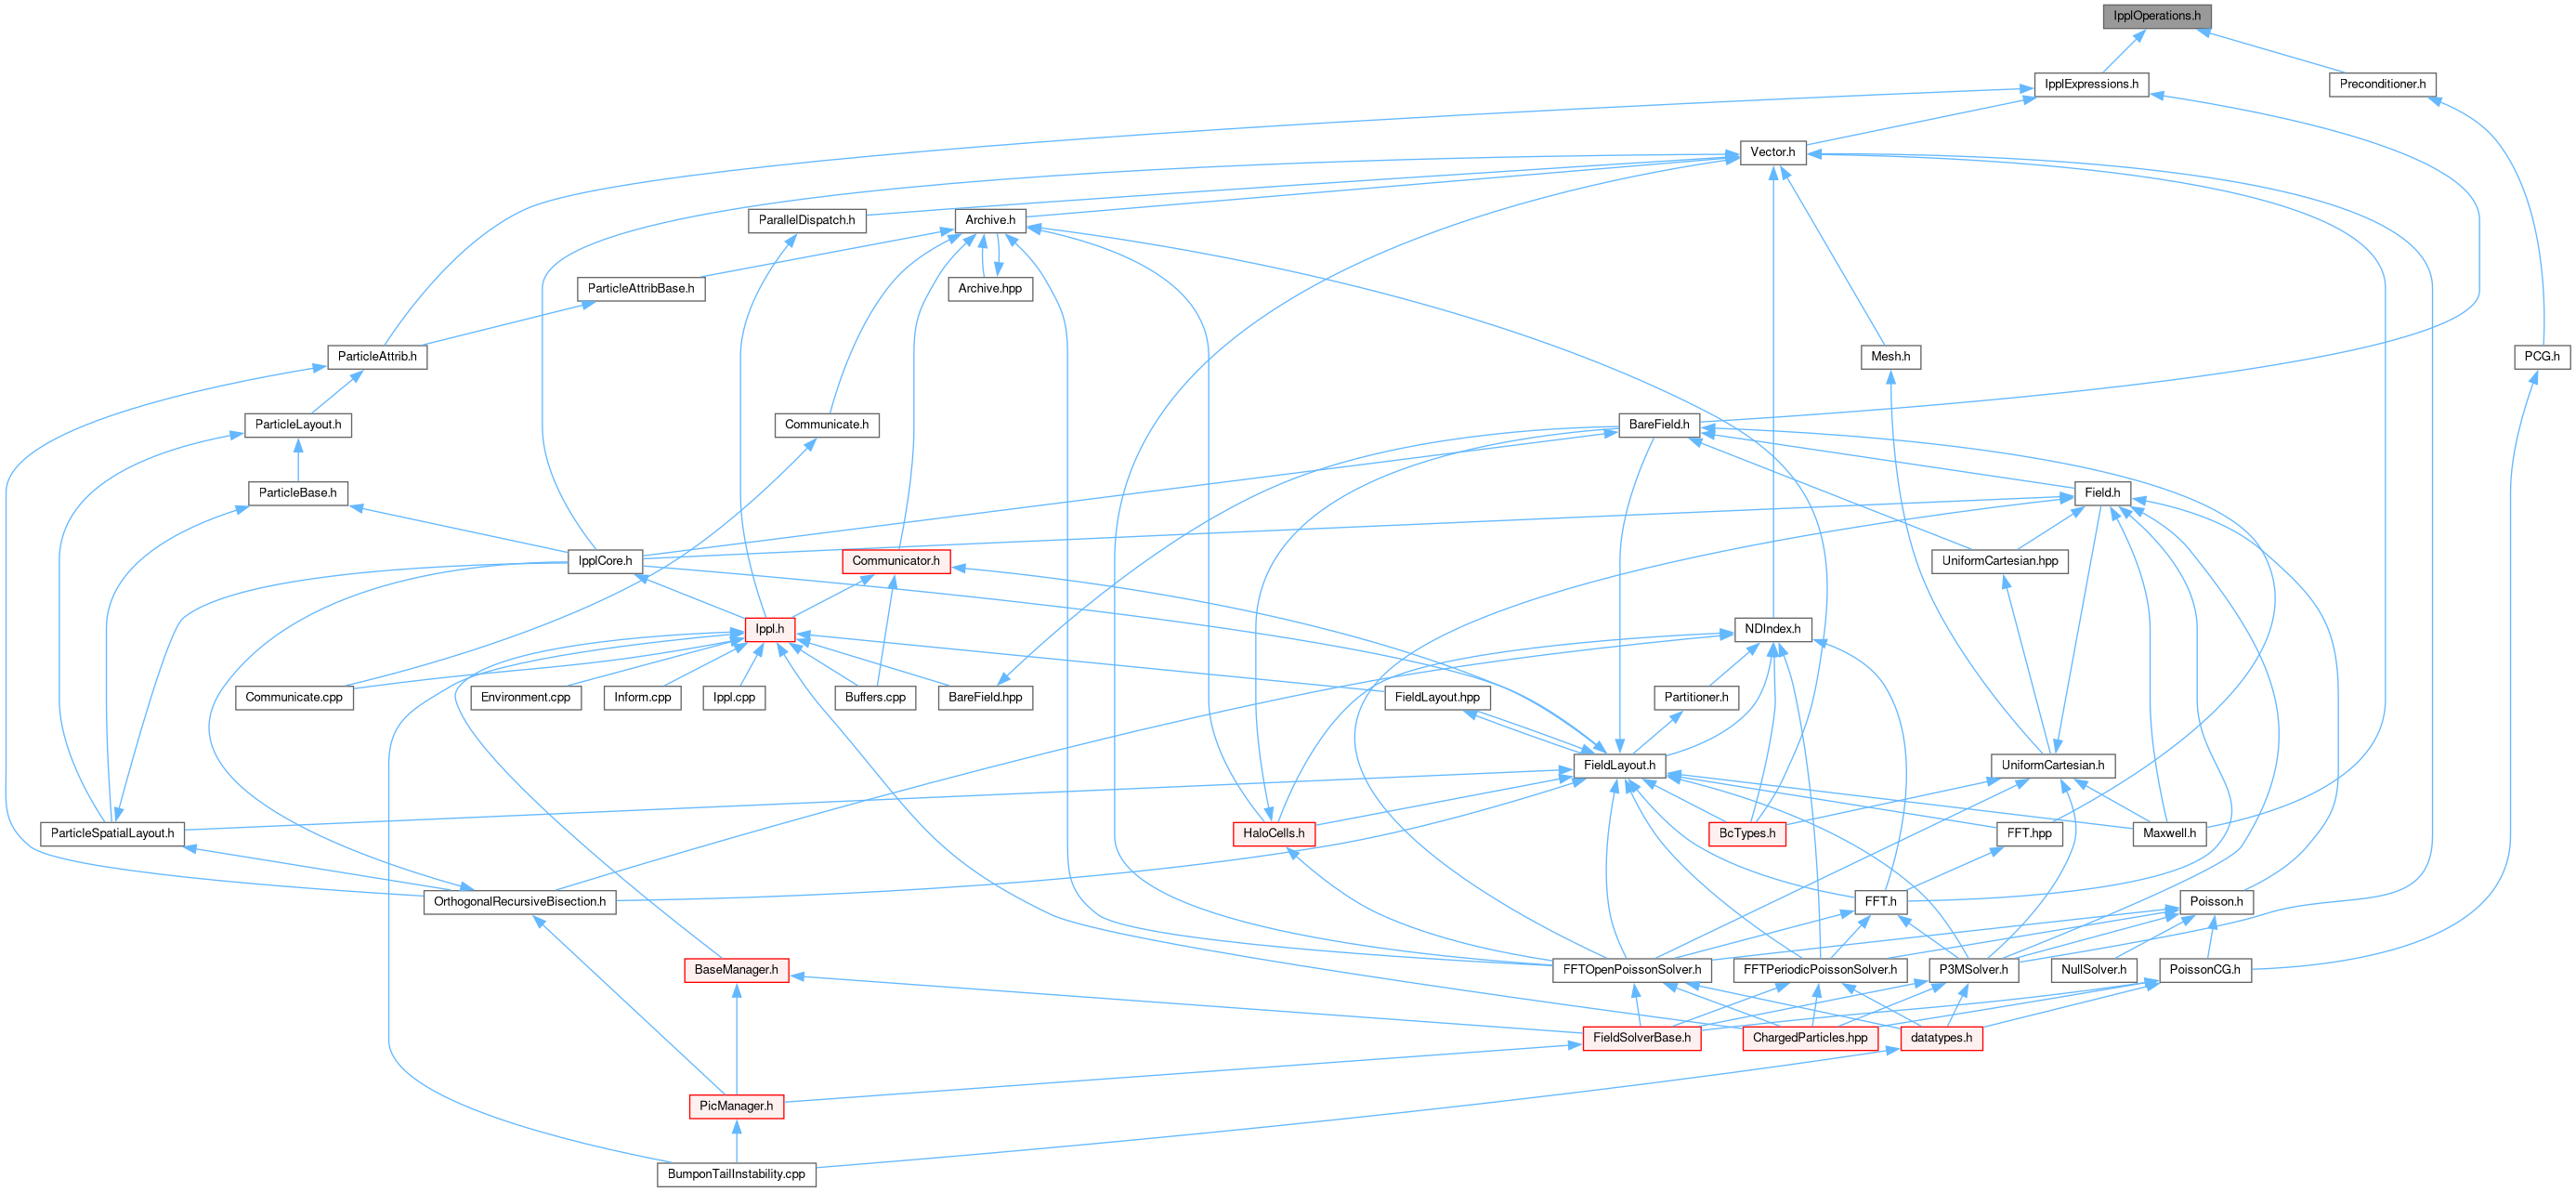 IpplOperations.h
IpplExpressions.h
Preconditioner.h
Vector.h
ParallelDispatch.h
Archive.h
ParticleAttribBase.h
Archive.hpp
ParticleAttrib.h
Mesh.h
PCG.h
ParticleLayout.h
Communicate.h
BareField.h
ParticleBase.h
Field.h
IpplCore.h
Communicator.h
UniformCartesian.hpp
Ippl.h
NDIndex.h
Communicate.cpp
Environment.cpp
Inform.cpp
Ippl.cpp
Buffers.cpp
BareField.hpp
FieldLayout.hpp
Partitioner.h
FieldLayout.h
UniformCartesian.h
ParticleSpatialLayout.h
HaloCells.h
BcTypes.h
FFT.hpp
Maxwell.h
OrthogonalRecursiveBisection.h
FFT.h
Poisson.h
BaseManager.h
FFTOpenPoissonSolver.h
FFTPeriodicPoissonSolver.h
P3MSolver.h
NullSolver.h
PoissonCG.h
FieldSolverBase.h
ChargedParticles.hpp
datatypes.h
PicManager.h
BumponTailInstability.cpp